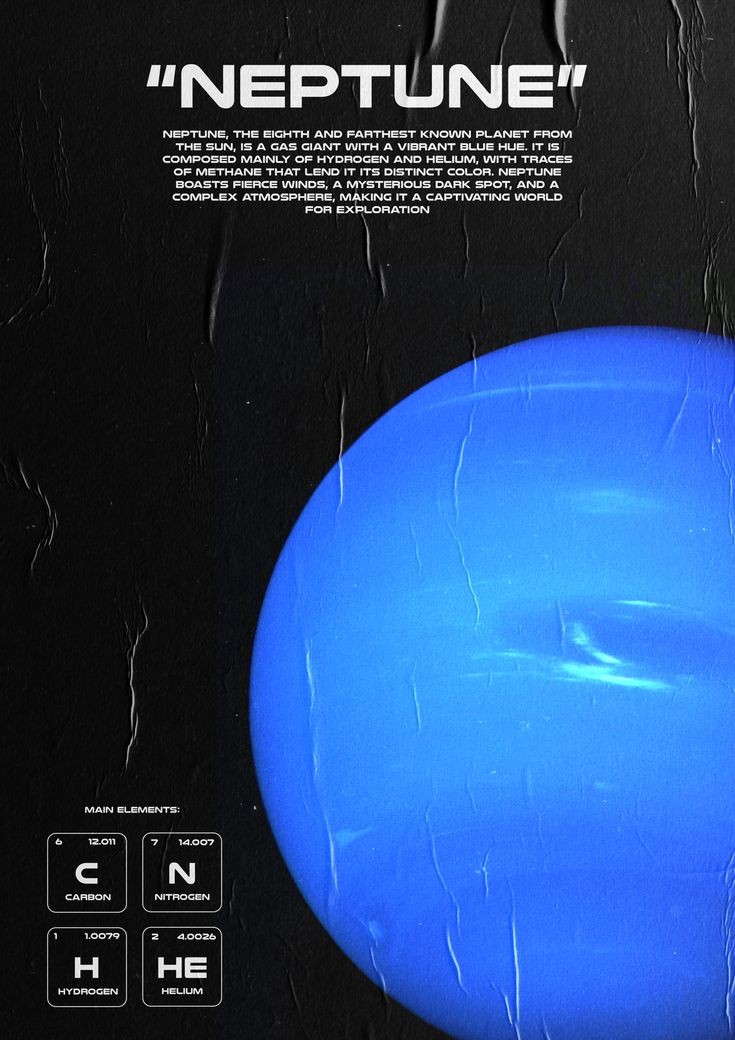 “NEPTUNE”
NEPTUNE, THE EIGHTH AND FARTHEST KNOWN PLANET FROM
THE SUN, IS A GAS GIANT WITH A VIBRANT BLUE HUE. IT IS
COMPOSED MAINLY OF HYDROGEN AND HELIUM, WITH TRACES
OF METHANE THAT LEND IT ITS DISTINCT COLOR. NEPTUNE
BOASTS FIERCE WINDS, A MYSTERIOUS DARK SPOT, AND A
COMPLEX ATMOSPHERE, MAKING IT A CAPTIVATING WORLD
FOR EXPLORATION
MAIN ELEMENTS:
6 12.011
C
CARBON
7 14.007
N
NITROGEN
1 1.0079
H
HYDROGEN
2 4.0026
HE
HELIUM